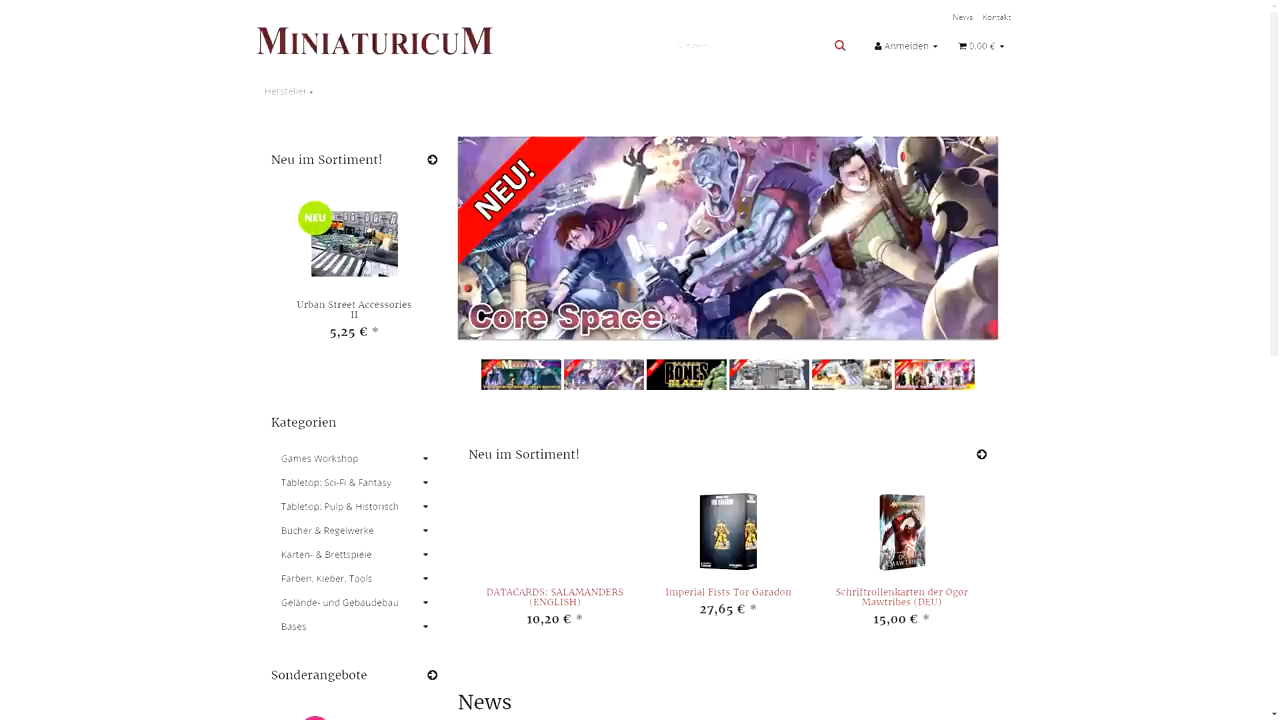 News Kontakt
MINIATURICUM
Suchen
Anmelden
0,00 €
Hersteller
Neu im Sortiment!
NEU
Urban Street Accessories
II
5,25 € *
NEU!
Core Space
BONES
BLACK
Kategorien
Games Workshop
Tabletop: Sci-Fi & Fantasy
Tabletop: Pulp & Historisch
Bücher & Regelwerke
Karten- & Brettspiele
Farben, Kleber, Tools
Gelände- und Gebäudebau
Bases
Neu im Sortiment!
DATACARDS: SALAMANDERS
(ENGLISH)
10,20 € *
Imperial Fists Tor Garadon
27,65 € *
Schriftrollenkarten der Ogor
Mawtribes (DEU)
15,00 € *
Sonderangebote
News